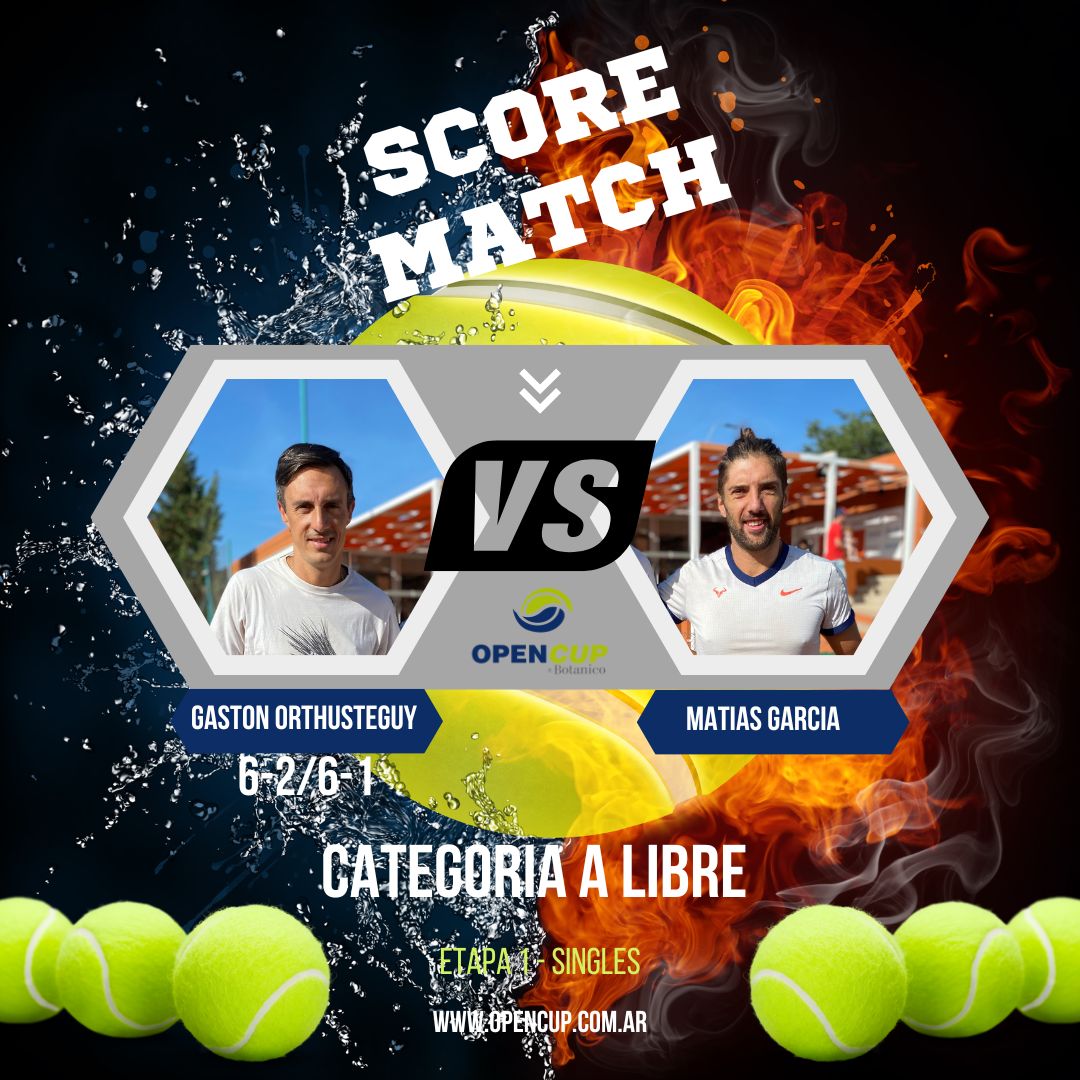 SCORE
MATCH
VS
OPENCUP
Botanico
GASTON ORTHUSTEGUY
MATIAS GARCIA
6-2/6-1
CATEGORIA A LIBRE
ETAPA 1 - SINGLES
WWW.OPENCUP.COM.AR